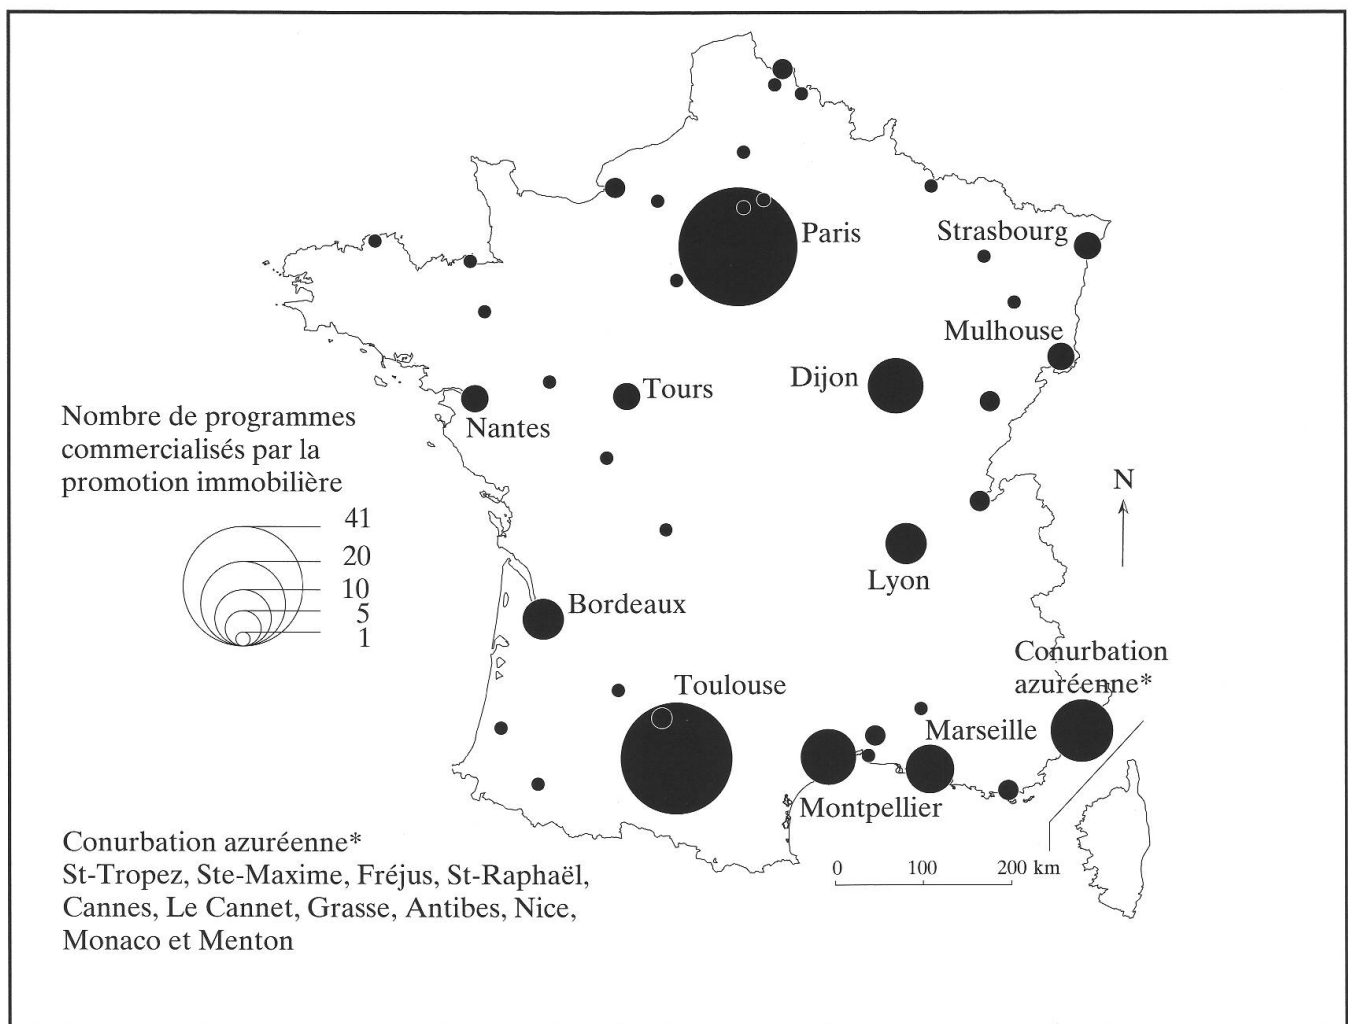 Paris
Strasbourg
Mulhouse
Dijon
Tours
Nantes
Nombre de programmes
commercialisés par la
promotion immobilière
41
20
10
5
1
N
Lyon
Bordeaux
Conurbation
azuréenne*
Toulouse
Marseille
Montpellier
0 100 200 km
Conurbation azuréenne*
St-Tropez, Ste-Maxime, Fréjus, St-Raphaël,
Cannes, Le Cannet, Grasse, Antibes, Nice,
Monaco et Menton